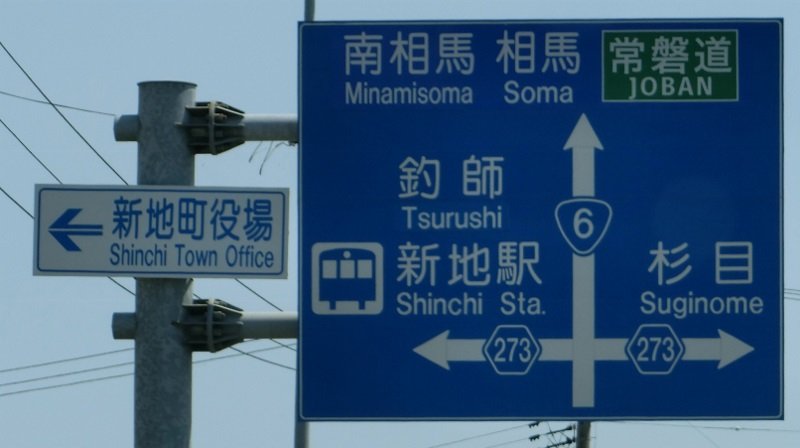 南相馬 相馬 常磐道
Minamisoma Soma JOBAN
釣師
Tsurushi
6
新地駅 杉目
Shinchi Sta. Suginome
273 273
新地町役場
Shinchi Town Office